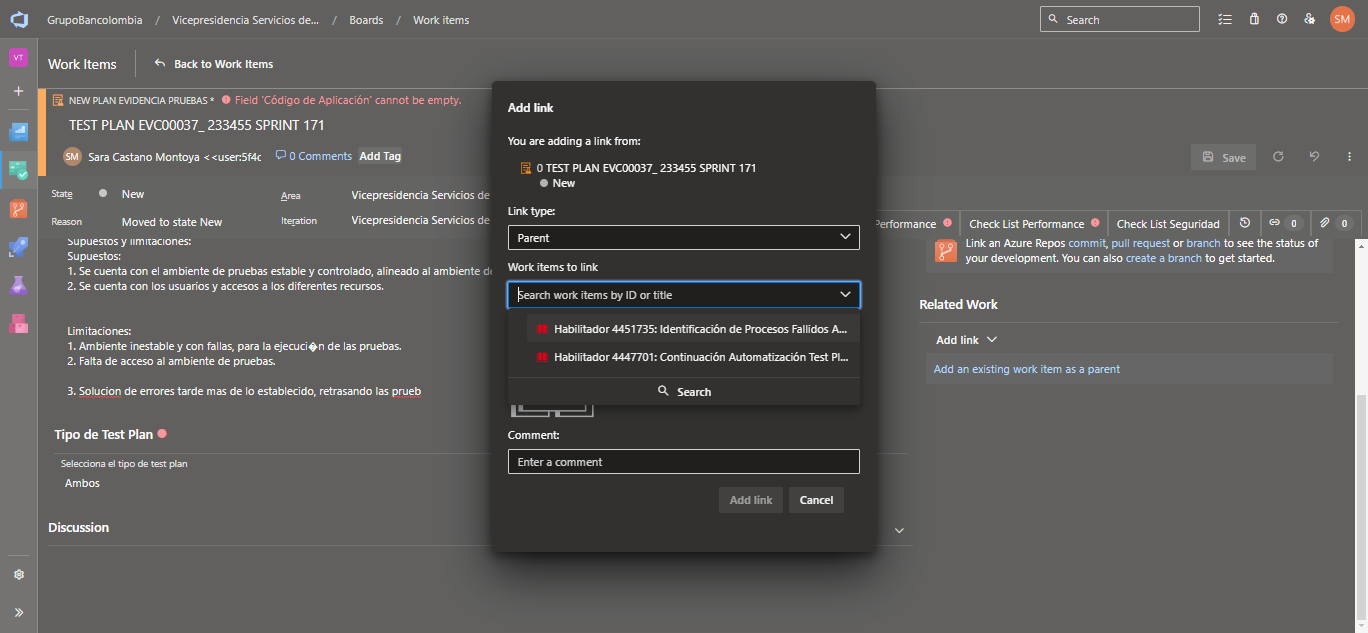 GrupoBancolombia / Vicepresidencia Servicios de... / Boards / Work items
Search
SM
VT
Work Items
Back to Work Items
NEW PLAN EVIDENCIA PRUEBAS * Field 'Código de Aplicación' cannot be empty.
TEST PLAN EVC00037_ 233455 SPRINT 171
SM Sara Castano Montoya <<user:5f4c 0 Comments Add Tag
Save
State New
Area Vicepresidencia Servicios de
Reason Moved to state New
Iteration Vicepresidencia Servicios de
Performance
Check List Performance
Check List Seguridad
0
0
Supuestos y limitaciones:
Supuestos:
1. Se cuenta con el ambiente de pruebas estable y controlado, alineado al ambiente de
2. Se cuenta con los usuarios y accesos a los diferentes recursos.
Limitaciones:
1. Ambiente inestable y con fallas, para la ejecuci�n de las pruebas.
2. Falta de acceso al ambiente de pruebas.
3. Solucion de errores tarde mas de lo establecido, retrasando las prueb
Tipo de Test Plan
Selecciona el tipo de test plan
Ambos
Discussion
Add link
You are adding a link from:
0 TEST PLAN EVC00037_ 233455 SPRINT 171
New
Link type:
Parent
Work items to link
Search work items by ID or title
Habilitador 4451735: Identificación de Procesos Fallidos A...
Habilitador 4447701: Continuación Automatización Test Pl...
Search
Comment:
Enter a comment
Add link
Cancel
Link an Azure Repos commit, pull request or branch to see the status of
your development. You can also create a branch to get started.
Related Work
Add link
Add an existing work item as a parent